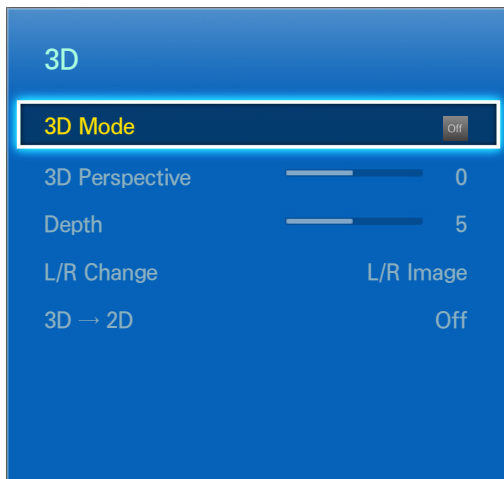 3D
3D Mode Off
3D Perspective 0
Depth 5
L/R Change L/R Image
3D → 2D Off